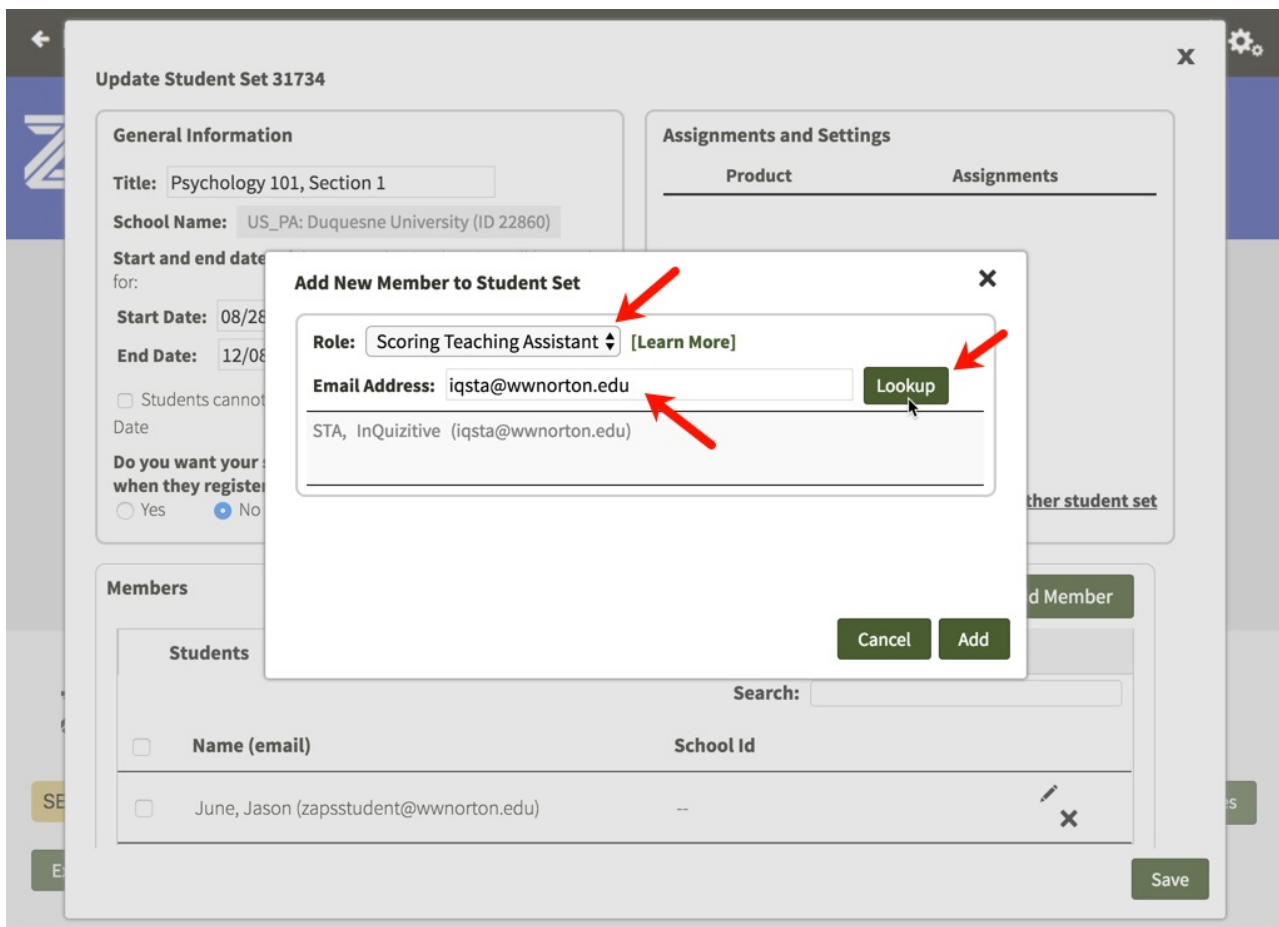 X
Update Student Set 31734
General Information
Title: Psychology 101, Section 1
School Name: US_PA: Duquesne University (ID 22860)
Start and end date
for:
Start Date: 08/28
End Date: 12/08
Students cannot
Date
Do you want your
when they register
Yes No
Assignments and Settings
Product Assignments
ther student set
Add New Member to Student Set
Role: Scoring Teaching Assistant [Learn More]
Email Address: iqsta@wwnorton.edu Lookup
STA, InQuizitive (iqsta@wwnorton.edu)
Cancel Add
Members
d Member
Students
Search:
Name (email) School Id
June, Jason (zapsstudent@wwnorton.edu) --
SE
es
E
Save